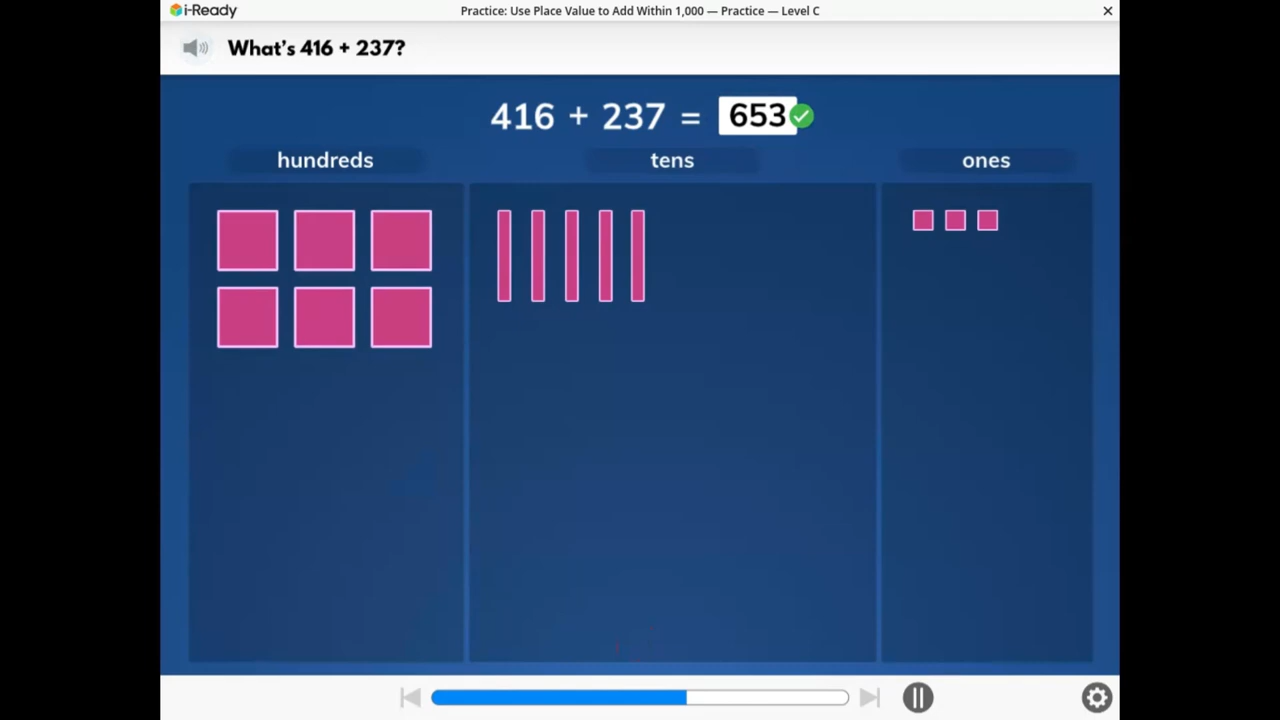 i-Ready
Practice: Use Place Value to Add Within 1,000 — Practice — Level C
What's 416 + 237?
416 + 237 = 653
hundreds tens ones